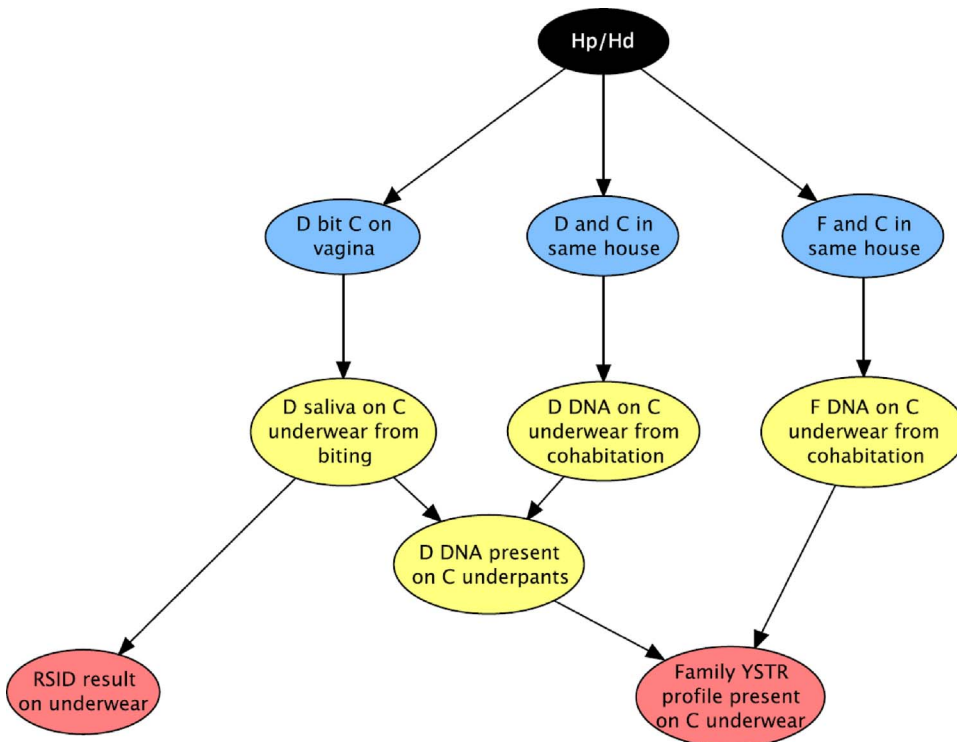 Hp/Hd
D bit C on
vagina
D and C in
same house
F and C in
same house
D saliva on C
underwear from
biting
D DNA on C
underwear from
cohabitation
F DNA on C
underwear from
cohabitation
D DNA present
on C underpants
RSID result
on underwear
Family YSTR
profile present
on C underwear